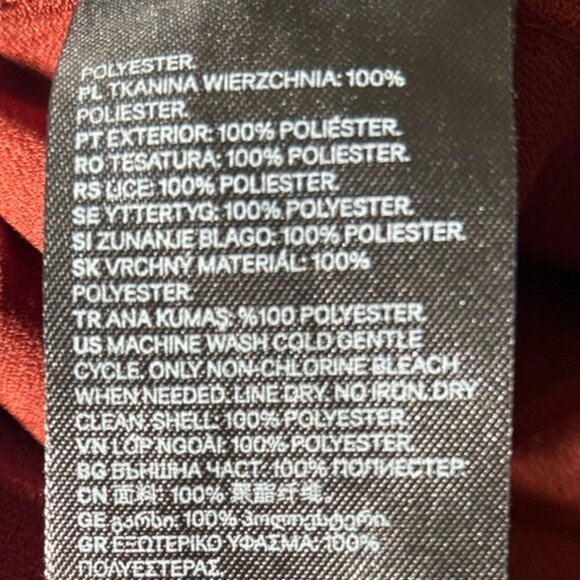 POLYESTER.
PL TKANINA WIERZCHNIA: 100%
POLIESTER.
PT EXTERIOR: 100% POLIÉSTER.
RO TESATURA: 100% POLIESTER.
RS LICE: 100% POLIESTER.
SE YTTERTYG: 100% POLYESTER.
SI ZUNANJE BLAGO: 100% POLIESTER.
SK VRCHNÝ MATERIÁL: 100%
POLYESTER.
TR ANA KUMAŞ: %100 POLYESTER.
US MACHINE WASH COLD GENTLE
CYCLE. ONLY NON-CHLORINE BLEACH
WHEN NEEDED. LINE DRY. NO IRON. DRY
CLEAN. SHELL: 100% POLYESTER.
VN LỚP NGOÀI: 100% POLYESTER.
BG ВЪНШНА ЧАСТ: 100% ПОЛИЕСТЕР.
CN 面料: 100% 聚酯纤维。
GE გარსი: 100% პოლიესტერი.
GR ΕΞΩΤΕΡΙΚΟ ΥΦΑΣΜΑ: 100%
ΠΟΛΥΕΣΤΕΡΑΣ.